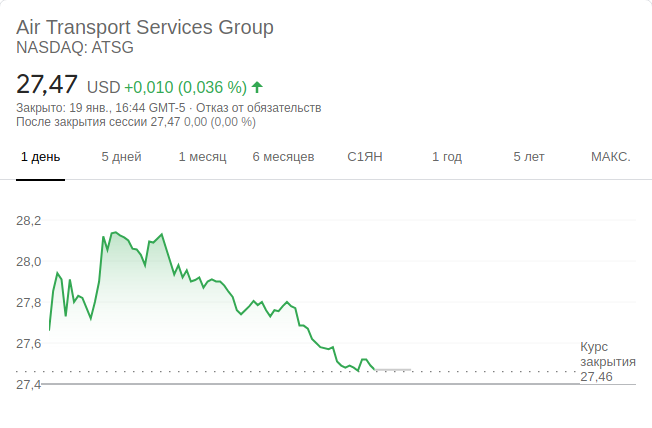 Air Transport Services Group
NASDAQ: ATSG
27,47 USD +0,010 (0,036 %)
Закрыто: 19 янв., 16:44 GMT-5 · Отказ от обязательств
После закрытия сессии 27,47 0,00 (0,00 %)
1 день 5 дней 1 месяц 6 месяцев С1ЯН 1 год 5 лет МАКС.
28,2
28,0
27,8
27,6
27,4
Курс
закрытия
27,46